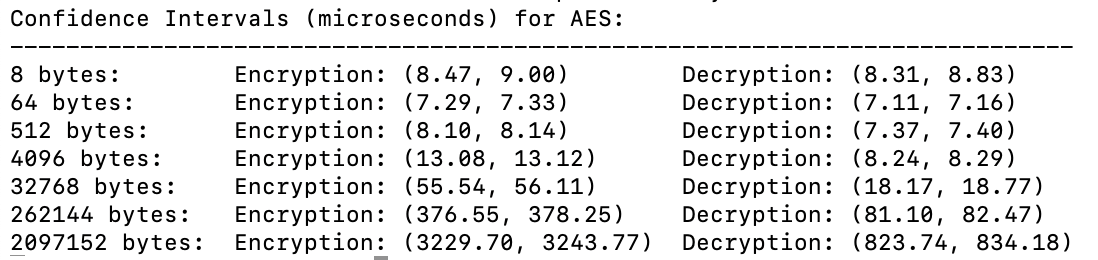 Confidence Intervals (microseconds) for AES:
----------------------------------------------------------------------------
8 bytes: Encryption: (8.47, 9.00) Decryption: (8.31, 8.83)
64 bytes: Encryption: (7.29, 7.33) Decryption: (7.11, 7.16)
512 bytes: Encryption: (8.10, 8.14) Decryption: (7.37, 7.40)
4096 bytes: Encryption: (13.08, 13.12) Decryption: (8.24, 8.29)
32768 bytes: Encryption: (55.54, 56.11) Decryption: (18.17, 18.77)
262144 bytes: Encryption: (376.55, 378.25) Decryption: (81.10, 82.47)
2097152 bytes: Encryption: (3229.70, 3243.77) Decryption: (823.74, 834.18)